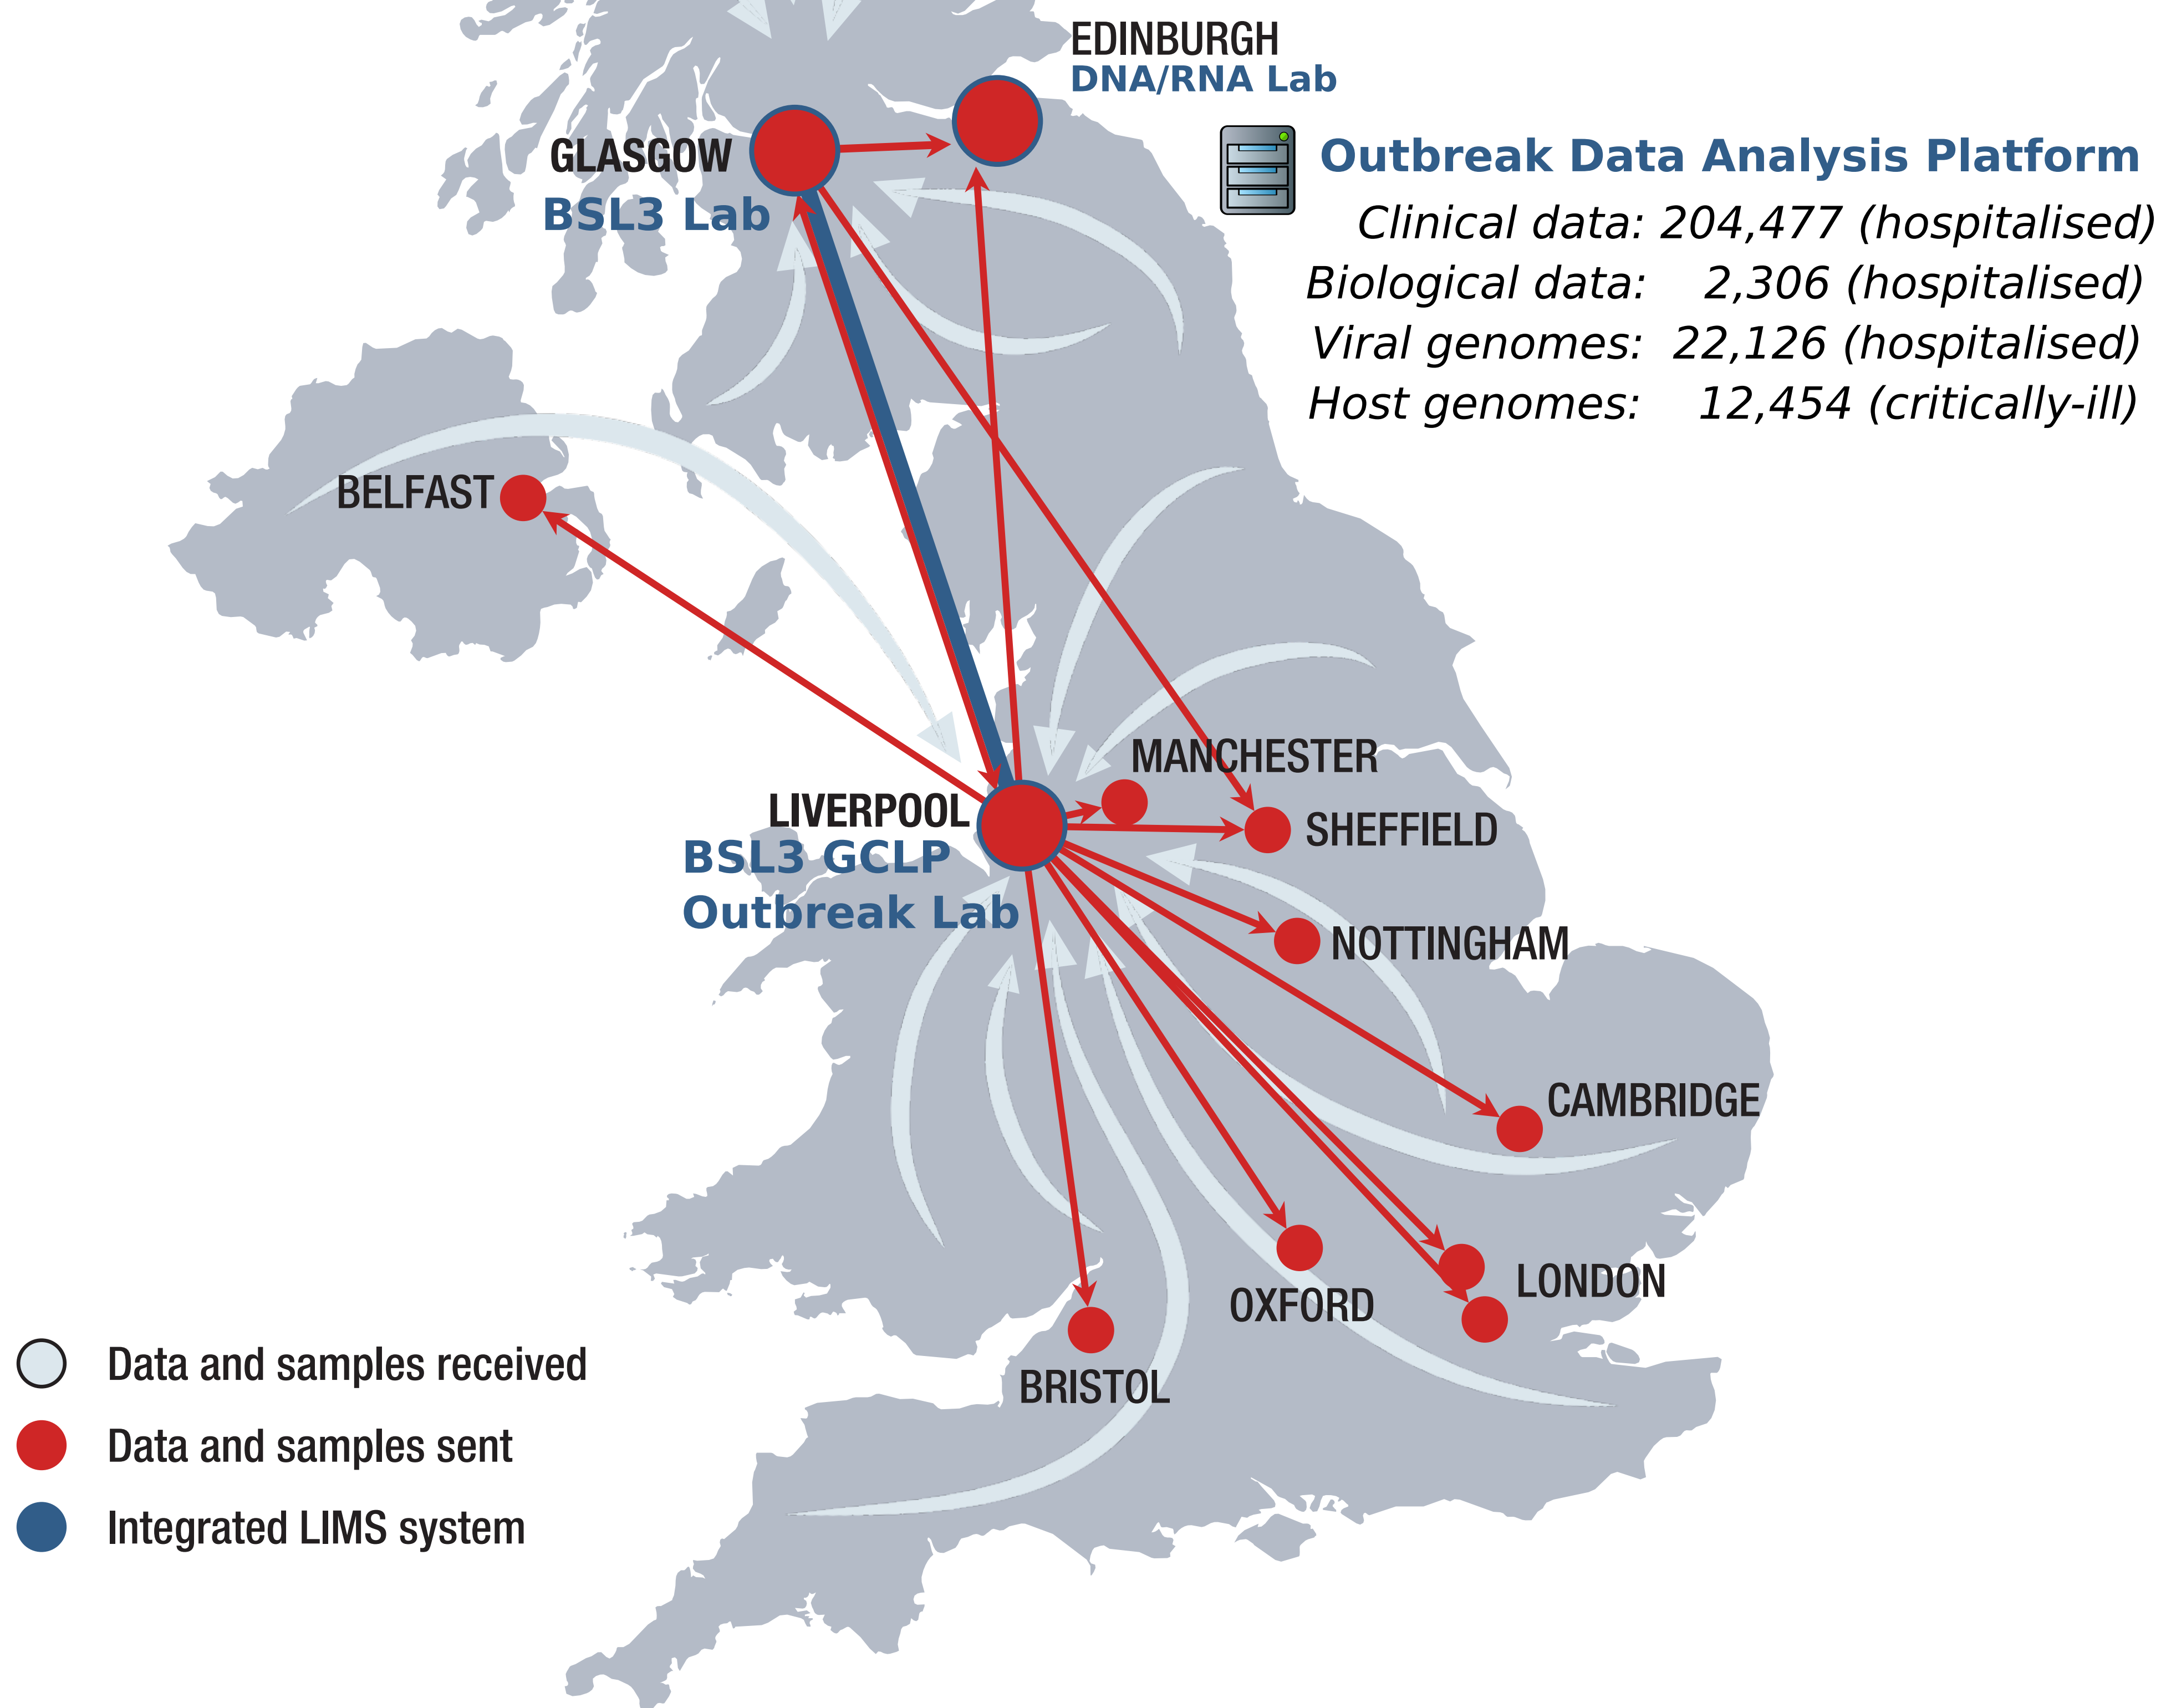 EDINBURGH
DNA/RNA Lab
GLASGOW
BSL3 Lab
Outbreak Data Analysis Platform
Clinical data: 204,477 (hospitalised)
Biological data: 2,306 (hospitalised)
Viral genomes: 22,126 (hospitalised)
Host genomes: 12,454 (critically-ill)
BELFAST
MANCHESTER
LIVERPOOL
BSL3 GCLP
Outbreak Lab
SHEFFIELD
NOTTINGHAM
CAMBRIDGE
LONDON
OXFORD
BRISTOL
Data and samples received
Data and samples sent
Integrated LIMS system